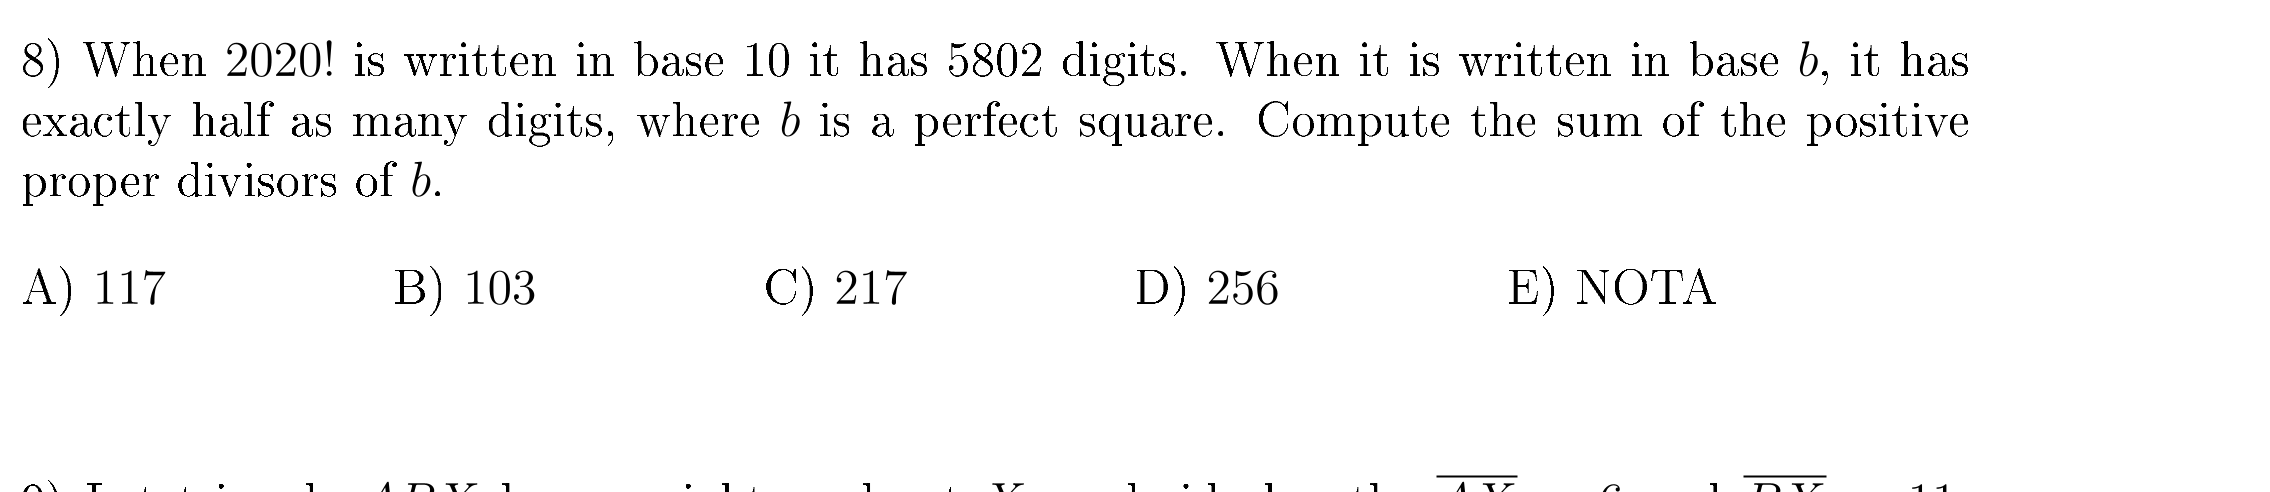 8) When 2020! is written in base 10 it has 5802 digits. When it is written in base b, it has
exactly half as many digits, where b is a perfect square. Compute the sum of the positive
proper divisors of b.
A) 117 B) 103 C) 217 D) 256 E) NOTA